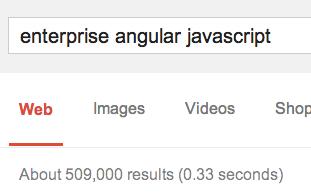 enterprise angular javascript
Web Images Videos Shop
About 509,000 results (0.33 seconds)